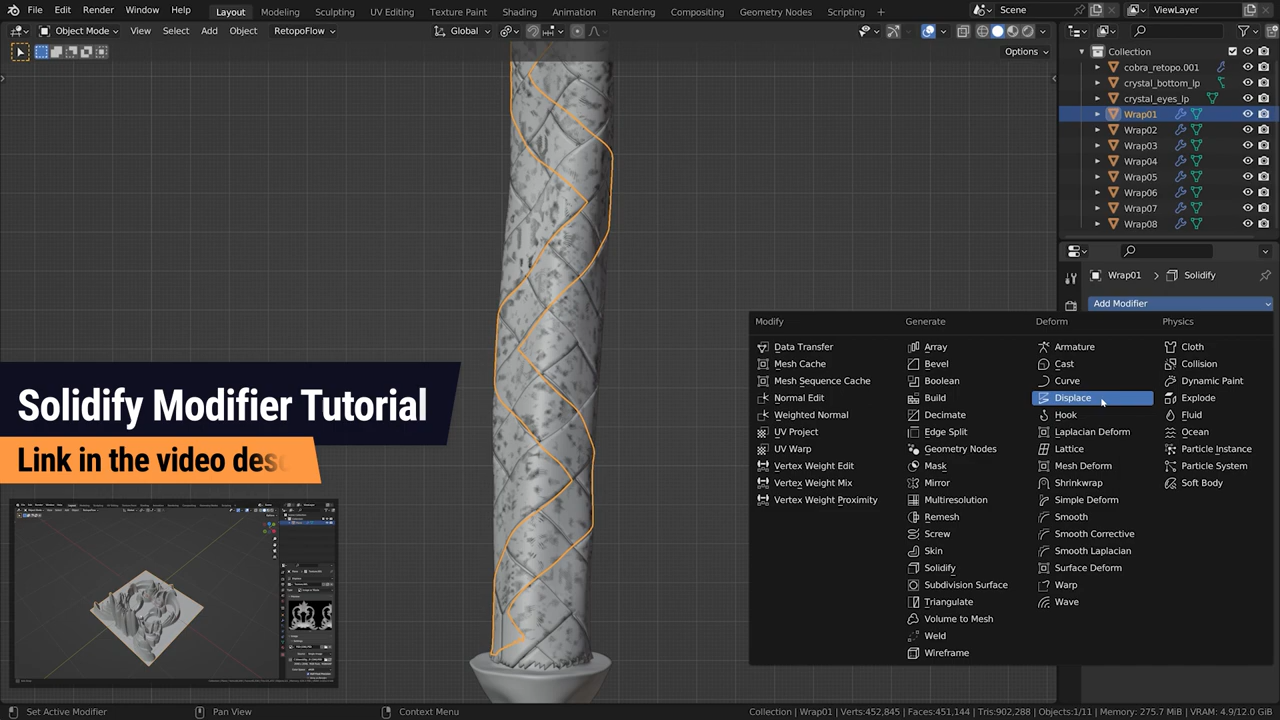 File Edit Render Window Help Layout Modeling Sculpting UV Editing Texture Paint Shading Animation Rendering Compositing Geometry Nodes Scripting + Scene ViewLayer
Object Mode View Select Add Object RetopoFlow Global
Options
Collection
cobra_retopo.001
crystal_bottom_lp
crystal_eyes_lp
Wrap01
Wrap02
Wrap03
Wrap04
Wrap05
Wrap06
Wrap07
Wrap08
Wrap01 > Solidify
Add Modifier
Modify Generate Deform Physics
Data Transfer Array Armature Cloth
Mesh Cache Bevel Cast Collision
Mesh Sequence Cache Boolean Curve Dynamic Paint
Normal Edit Build Displace Explode
Weighted Normal Decimate Hook Fluid
UV Project Edge Split Laplacian Deform Ocean
UV Warp Geometry Nodes Lattice Particle Instance
Vertex Weight Edit Mask Mesh Deform Particle System
Vertex Weight Mix Mirror Shrinkwrap Soft Body
Vertex Weight Proximity Multiresolution Simple Deform
Remesh Smooth
Screw Smooth Corrective
Skin Smooth Laplacian
Solidify Surface Deform
Subdivision Surface Warp
Triangulate Wave
Volume to Mesh
Weld
Wireframe
Solidify Modifier Tutorial
Link in the video des
Set Active Modifier Pan View Context Menu Collection | Wrap01 | Verts:452,845 | Faces:451,144 | Tris:902,288 | Objects:1/11 | Memory: 275.7 MiB | VRAM: 4.9/12.0 GiB